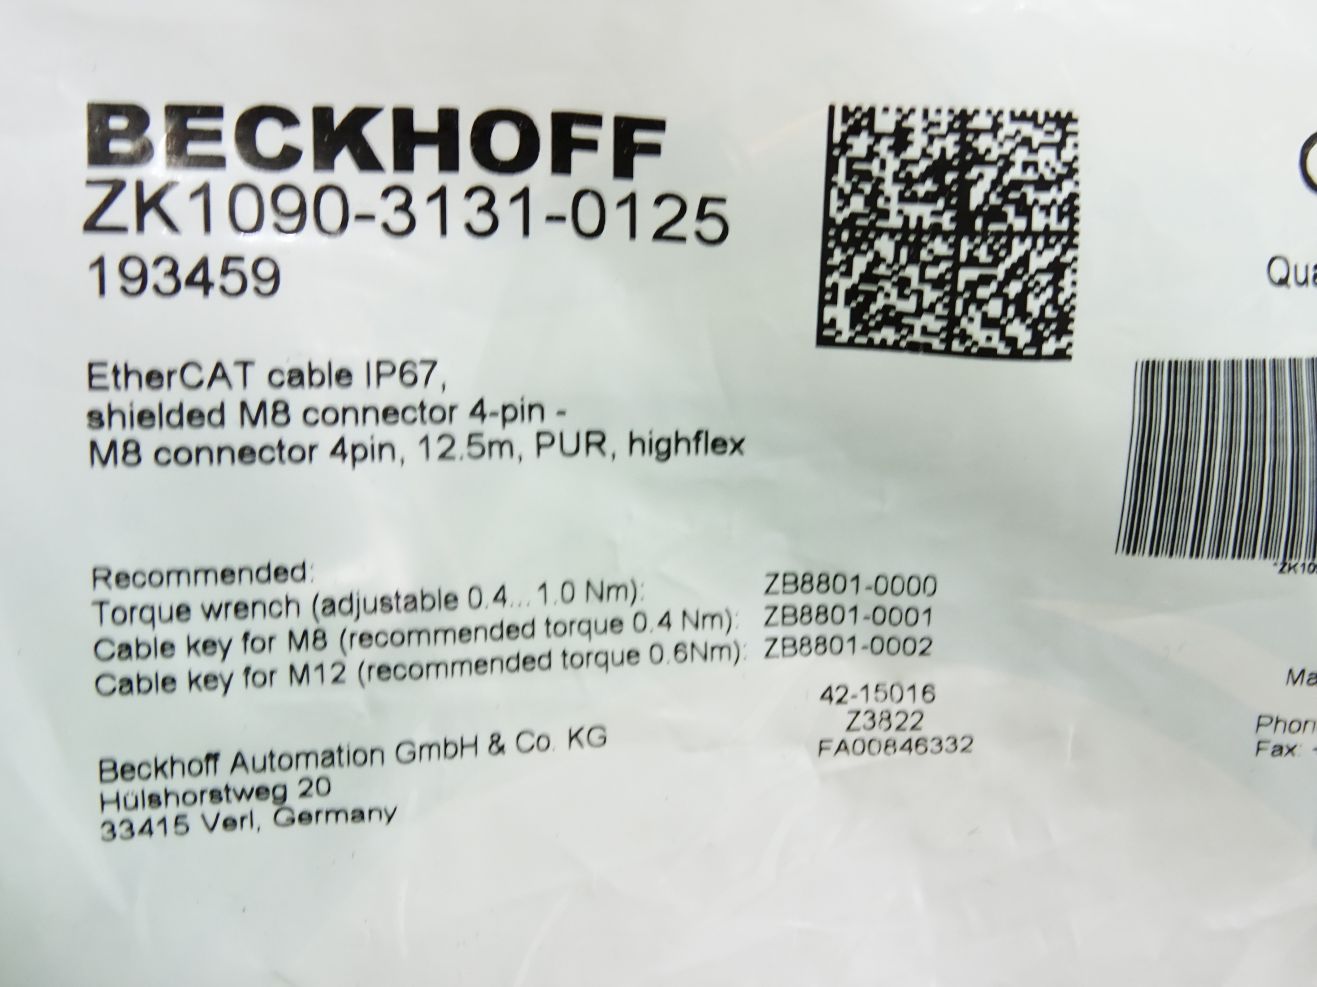 BECKHOFF
ZK1090-3131-0125
193459
EtherCAT cable IP67,
shielded M8 connector 4-pin -
M8 connector 4pin, 12.5m, PUR, highflex
Recommended:
Torque wrench (adjustable 0.4...1.0 Nm): ZB8801-0000
Cable key for M8 (recommended torque 0.4 Nm): ZB8801-0001
Cable key for M12 (recommended torque 0.6Nm): ZB8801-0002
42-15016
Z3822
FA00846332
Beckhoff Automation GmbH & Co. KG
Hülshorstweg 20
33415 Verl, Germany
Qua
*ZK10
Ma
Phon
Fax: -